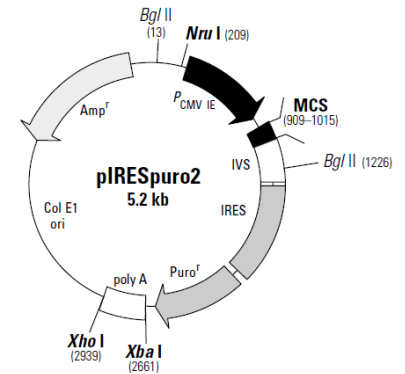 Bgl II
(13)
Nru I (209)
P CMV IE
MCS
(909–1015)
IVS
Bgl II (1226)
IRES
Puroʳ
poly A
Xba I
(2661)
Xho I
(2939)
Col E1
ori
Ampʳ
pIRESpuro2
5.2 kb